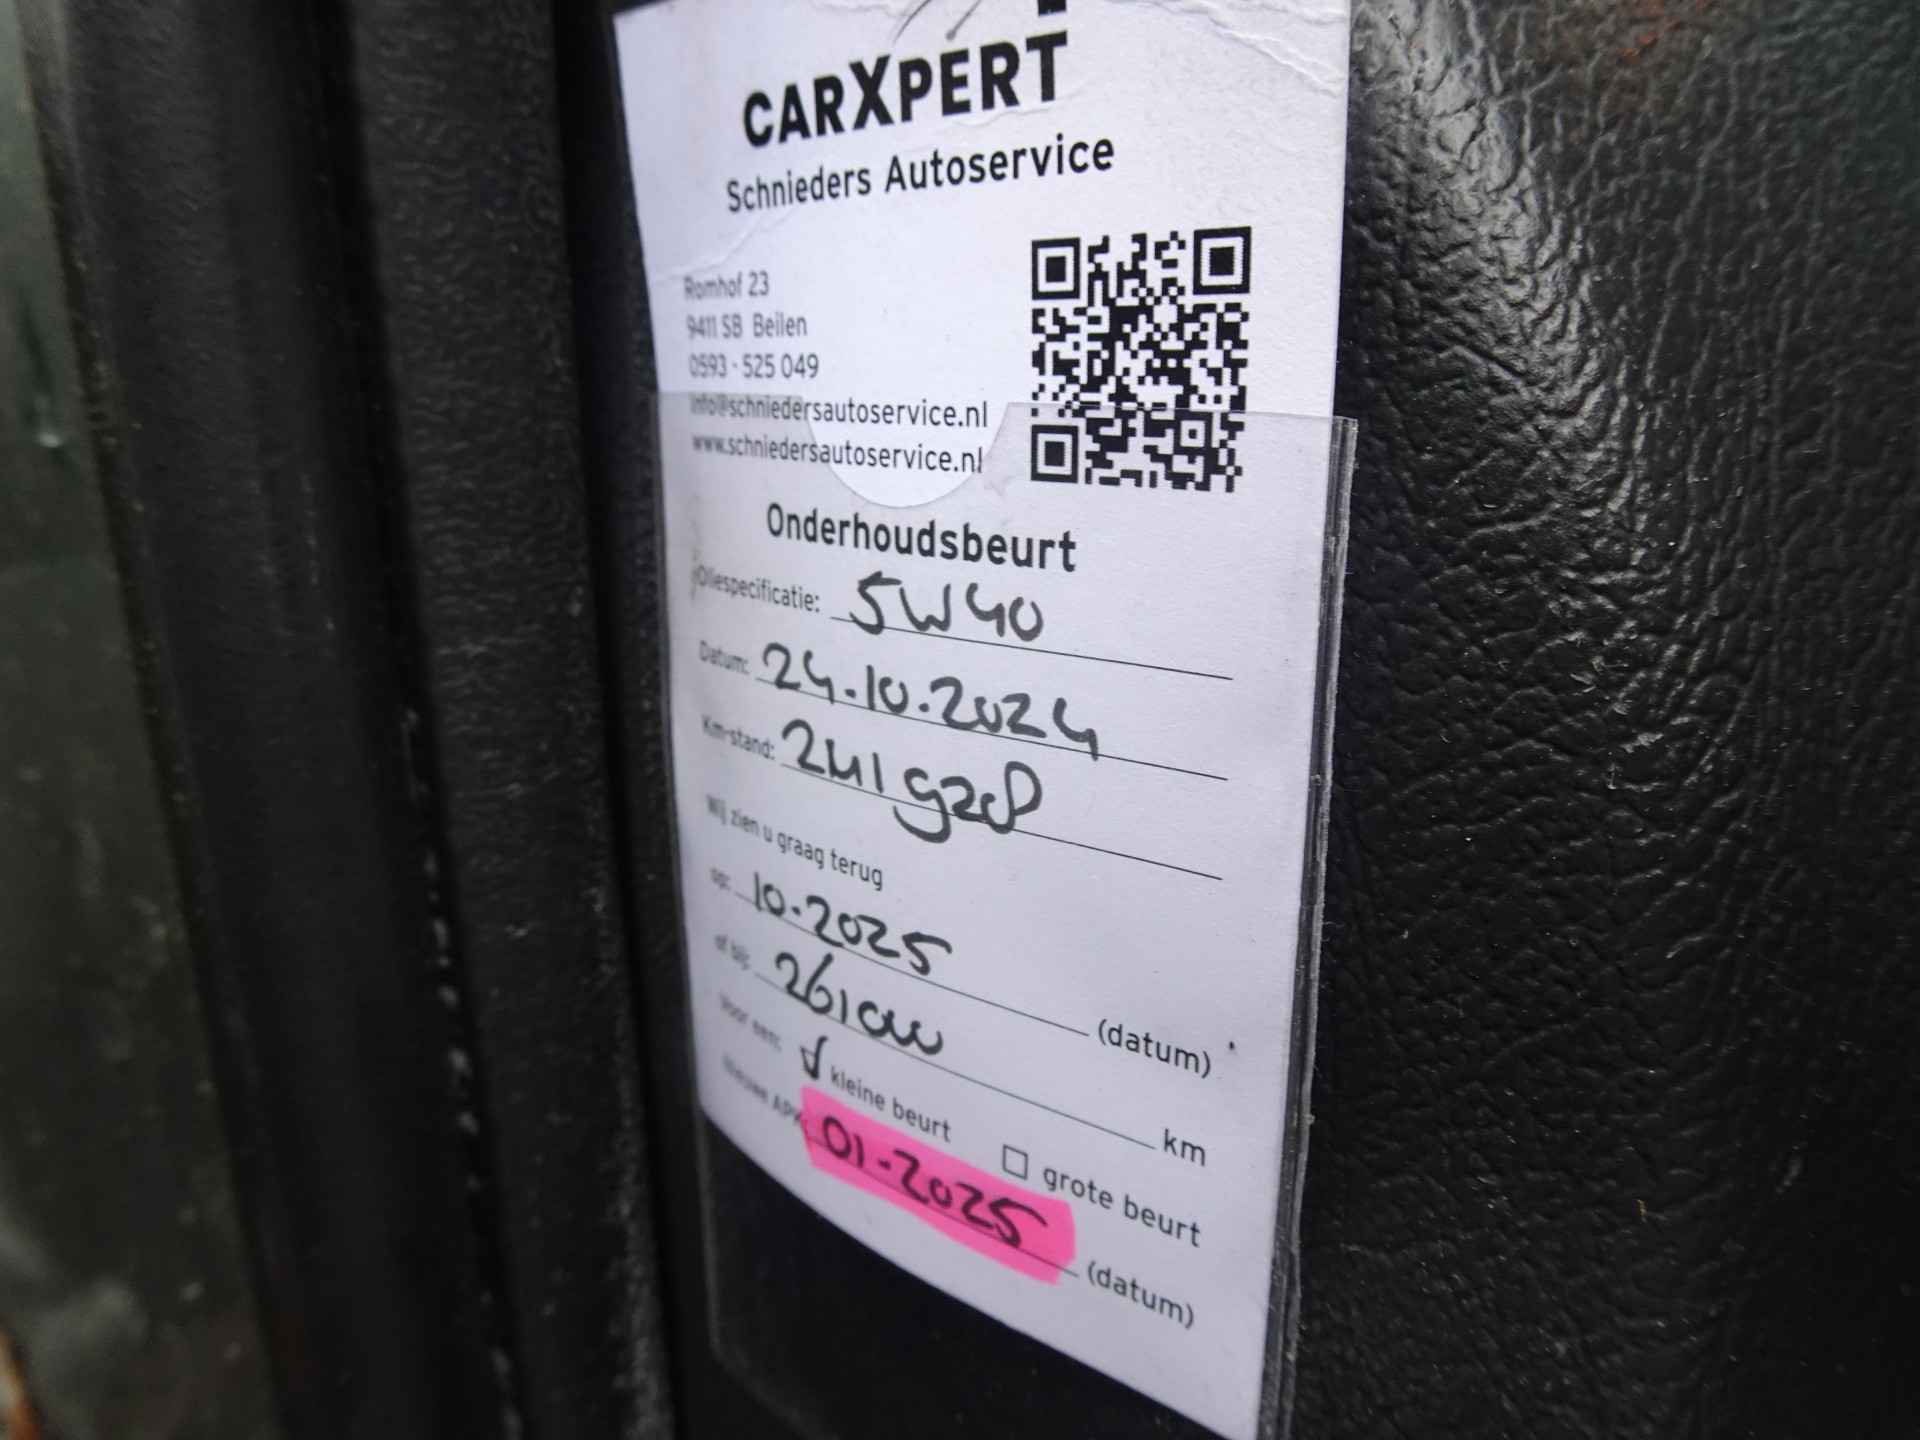 CARXPERT
Schnieders Autoservice
Romhof 23
9411 SB Beilen
0593 - 525 049
info@schniedersautoservice.nl
www.schniedersautoservice.nl
Onderhoudsbeurt
Oliespecificatie: 5W40
Datum: 24-10-2024
Km-stand:
Wij zien u graag terug
op: 10-2025 (datum)
of bij: 261000 km
Voor een: ✓ kleine beurt ☐ grote beurt
Nieuwe APK: 01-2025 (datum)